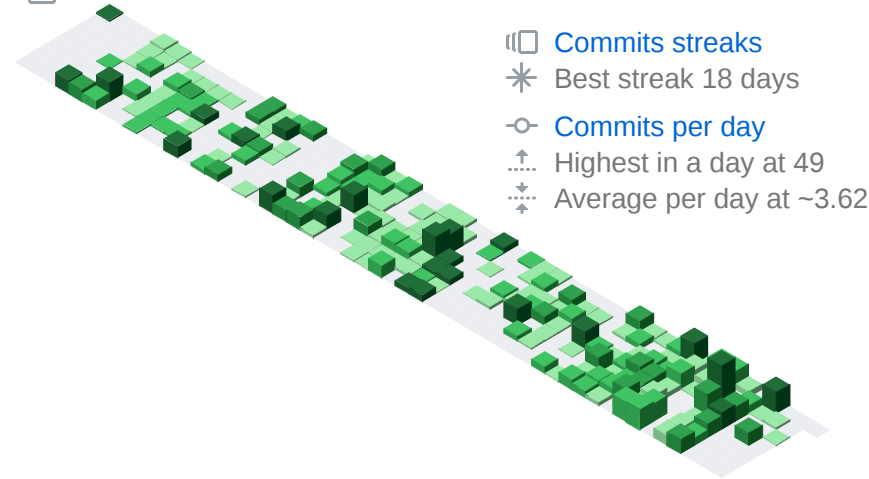 Commits streaks
Best streak 18 days
Commits per day
Highest in a day at 49
Average per day at ~3.62